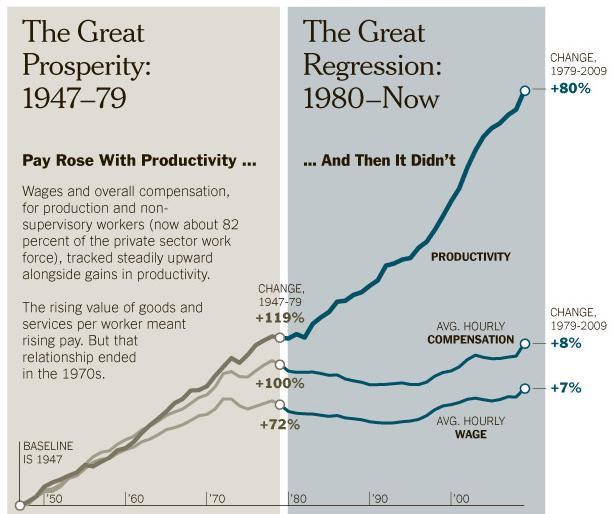 The Great
Prosperity:
1947–79
Pay Rose With Productivity ...
Wages and overall compensation,
for production and non-
supervisory workers (now about 82
percent of the private sector work
force), tracked steadily upward
alongside gains in productivity.
The rising value of goods and
services per worker meant
rising pay. But that
relationship ended
in the 1970s.
CHANGE,
1947-79
+119%
+100%
+72%
BASELINE
IS 1947
The Great
Regression:
1980–Now
... And Then It Didn’t
PRODUCTIVITY
AVG. HOURLY
COMPENSATION
AVG. HOURLY
WAGE
CHANGE,
1979-2009
+80%
CHANGE,
1979-2009
+8%
+7%
'50
'60
'70
'80
'90
'00